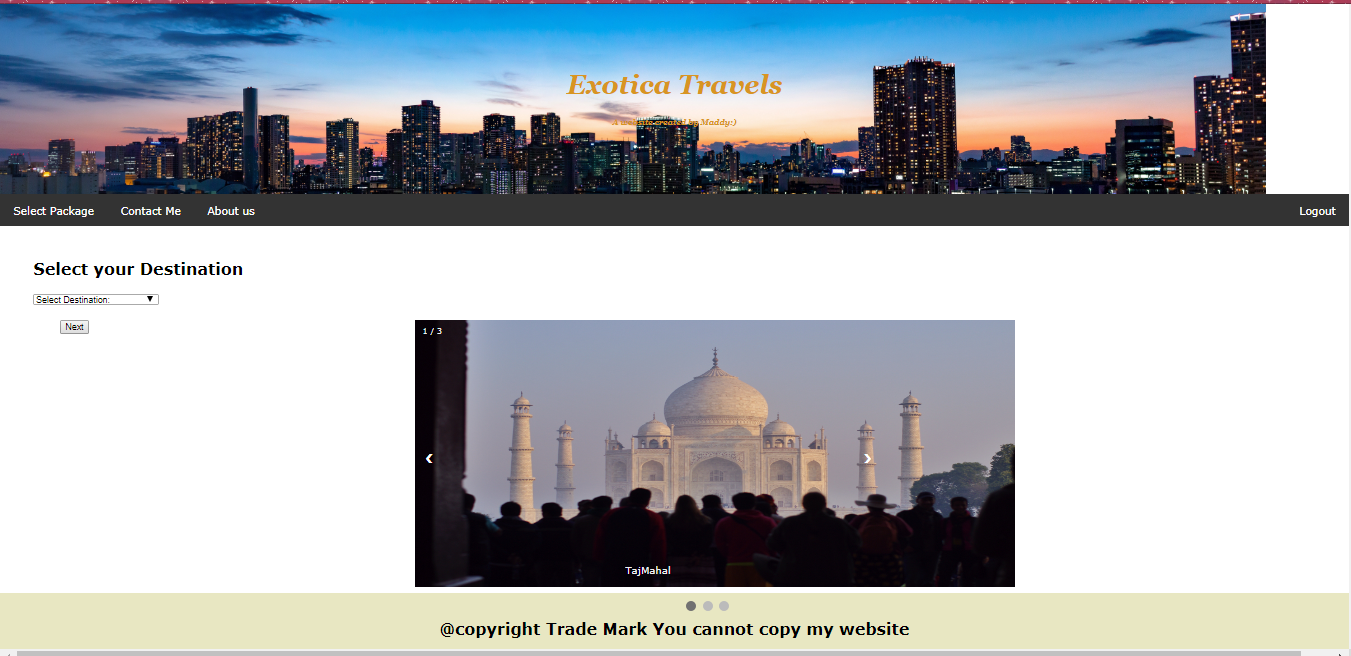 Exotica Travels
A website created by Maddy:)
Select Package Contact Me About us Logout
Select your Destination
Select Destination:
Next
1 / 3
TajMahal
@copyright Trade Mark You cannot copy my website